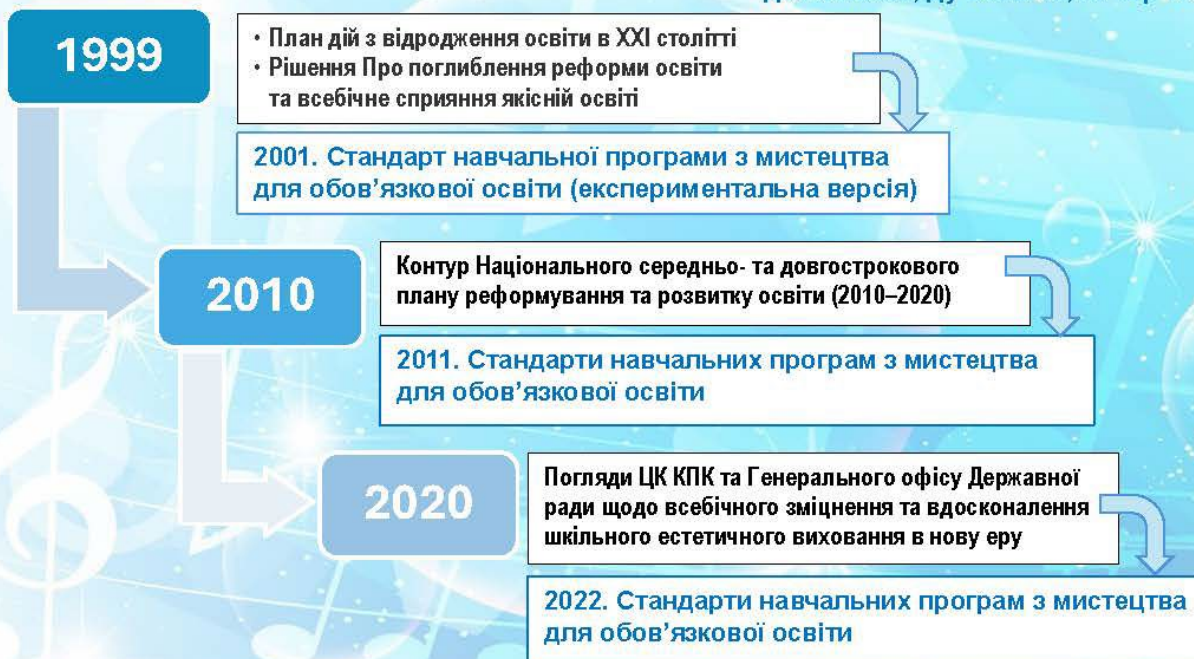 1999
• План дій з відродження освіти в XXI столітті
• Рішення Про поглиблення реформи освіти
та всебічне сприяння якісній освіті
2001. Стандарт навчальної програми з мистецтва
для обов’язкової освіти (експериментальна версія)
2010
Контур Національного середньо- та довгострокового
плану реформування та розвитку освіти (2010–2020)
2011. Стандарти навчальних програм з мистецтва
для обов’язкової освіти
2020
Погляди ЦК КПК та Генерального офісу Державної
ради щодо всебічного зміцнення та вдосконалення
шкільного естетичного виховання в нову еру
2022. Стандарти навчальних програм з мистецтва
для обов’язкової освіти